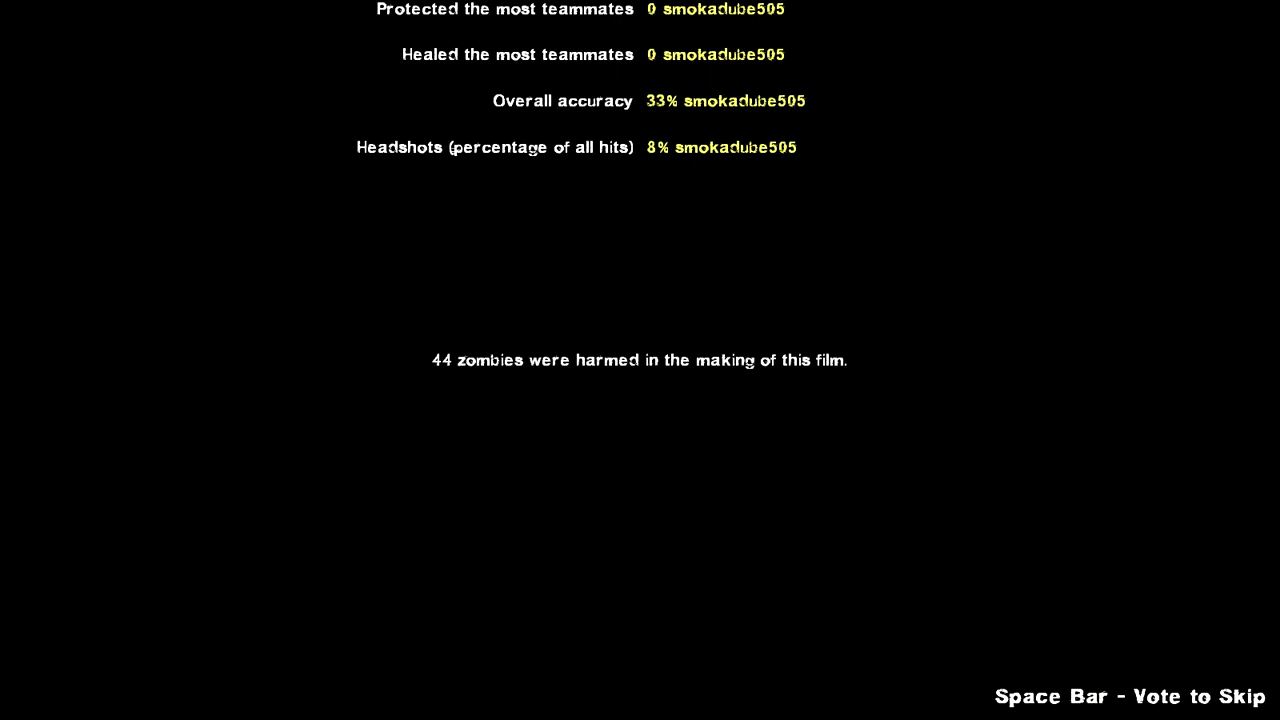 Protected the most teammates 0 smokadube505
Healed the most teammates 0 smokadube505
Overall accuracy 33% smokadube505
Headshots (percentage of all hits) 8% smokadube505
44 zombies were harmed in the making of this film.
Space Bar - Vote to Skip